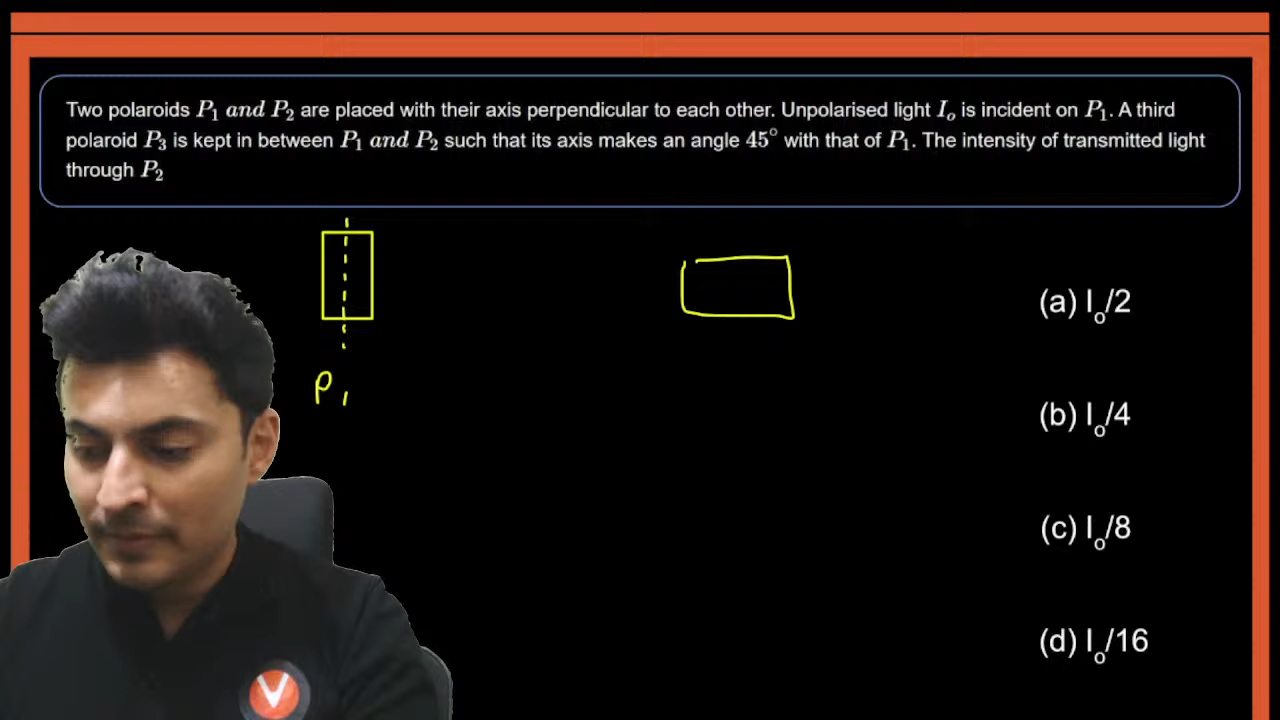 Two polaroids P₁ and P₂ are placed with their axis perpendicular to each other. Unpolarised light Iₒ is incident on P₁. A third
polaroid P₃ is kept in between P₁ and P₂ such that its axis makes an angle 45° with that of P₁. The intensity of transmitted light
through P₂
(a) Iₒ/2
P₁
(b) Iₒ/4
(c) Iₒ/8
(d) Iₒ/16
V